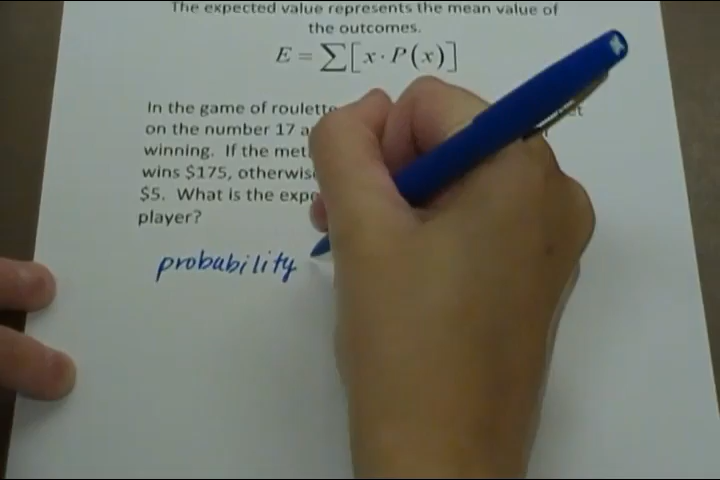 The expected value represents the mean value of
the outcomes.
E = ∑[x · P(x)]
In the game of roulette
on the number 17 a
winning. If the met
wins $175, otherwis
$5. What is the expe
player?
probability